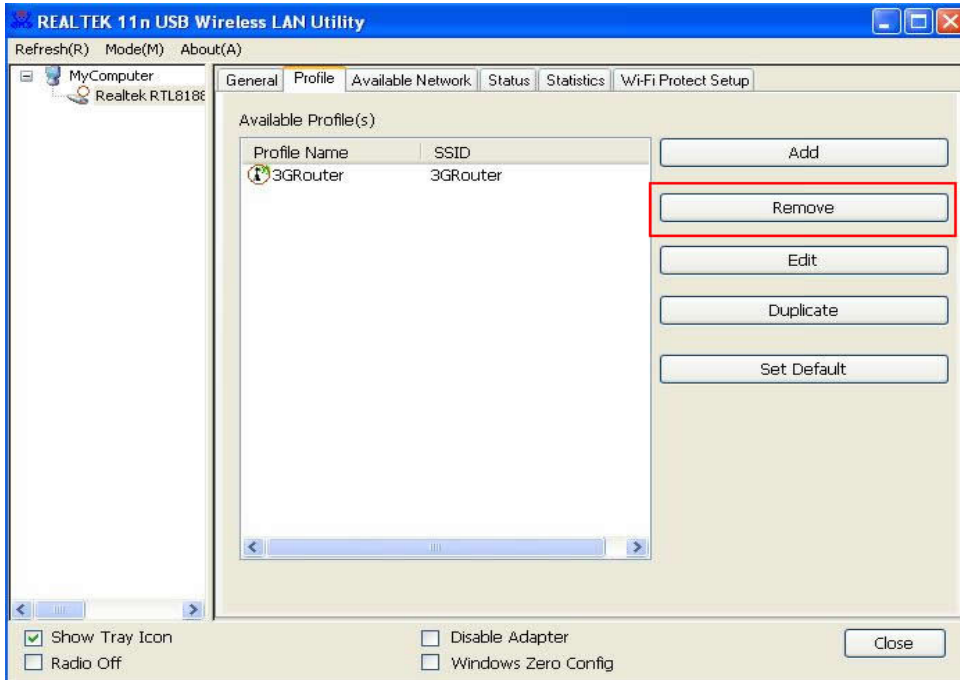 REALTEK 11n USB Wireless LAN Utility
Refresh(R) Mode(M) About(A)
MyComputer
Realtek RTL8188
General Profile Available Network Status Statistics Wi-Fi Protect Setup
Available Profile(s)
Profile Name SSID
3GRouter 3GRouter
Add
Remove
Edit
Duplicate
Set Default
Show Tray Icon
Radio Off
Disable Adapter
Windows Zero Config
Close